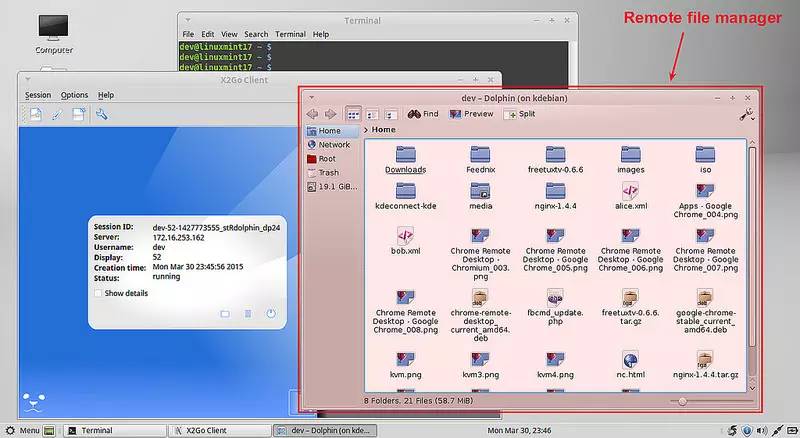 Remote file manager
Computer
Terminal
File Edit View Search Terminal Help
dev@linuxmint17 ~ $
dev@linuxmint17 ~ $
dev@linuxmint17 ~ $
X2Go Client
Session Options Help
Session ID: dev-52-1427773555_stRdolphin_dp24
Server: 172.16.253.162
Username: dev
Display: 52
Creation time: Mon Mar 30 23:45:56 2015
Status: running
Show details
dev – Dolphin (on kdebian)
Find Preview Split
Home
Network
Root
Trash
19.1 GiB...
> Home
Downloads Feednix freetuxtv-0.6.6 images iso
kdeconnect-kde media nginx-1.4.4 alice.xml Apps - Google
Chrome_004.png
bob.xml Chrome Remote Chrome Remote Chrome Remote Chrome Remote
Desktop - Desktop - Google Desktop - Google Desktop - Google
Chromium_003. Chrome_005.png Chrome_006.png Chrome_007.png
png
Chrome Remote chrome-remote- fbcmd_update. freetuxtv-0.6.6. google-chrome-
Desktop - Google desktop_ php tar.gz stable_current_
Chrome_008.png current_amd64. amd64.deb
deb
kvm.png kvm3.png kvm4.png nc.html nginx-1.4.4.tar.gz
8 Folders, 21 Files (58.7 MiB)
Menu Terminal X2Go Client dev – Dolphin (on kde... Mon Mar 30, 23:46